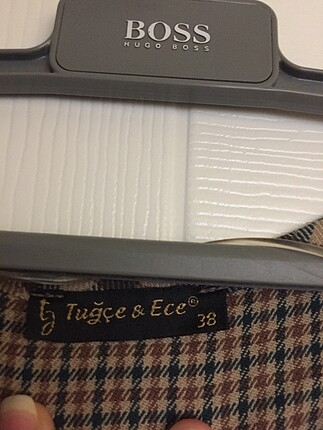 BOSS
HUGO BOSS
Tuğçe & Ece®
38